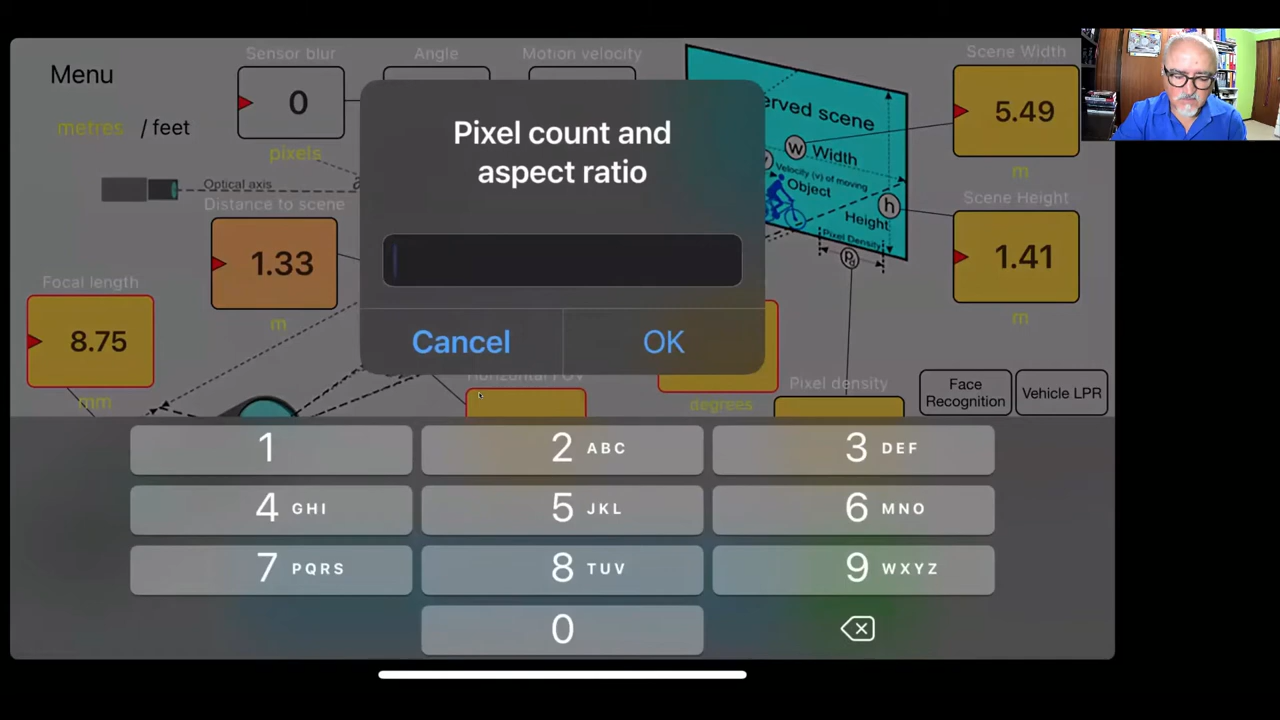 Menu
metres / feet
Sensor blur
0
pixels
Angle
Motion velocity
Optical axis
Distance to scene
1.33
m
Focal length
8.75
mm
Pixel count and
aspect ratio
Cancel
OK
erved scene
w Width
Velocity (v) of moving
Object
h
Height
Pixel Density
Pd
Scene Width
5.49
m
Scene Height
1.41
m
Horizontal FOV
degrees
Pixel density
Face
Recognition
Vehicle LPR
1
2 ABC
3 DEF
4 GHI
5 JKL
6 MNO
7 PQRS
8 TUV
9 WXYZ
0